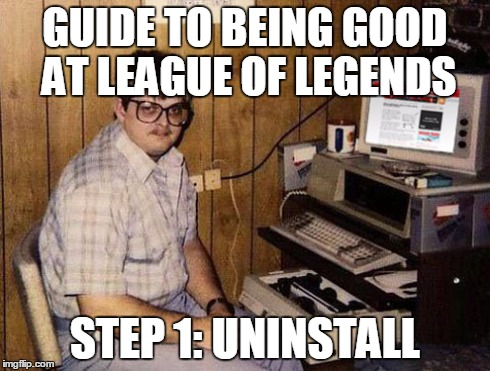 GUIDE TO BEING GOOD
AT LEAGUE OF LEGENDS
STEP 1: UNINSTALL
imgflip.com